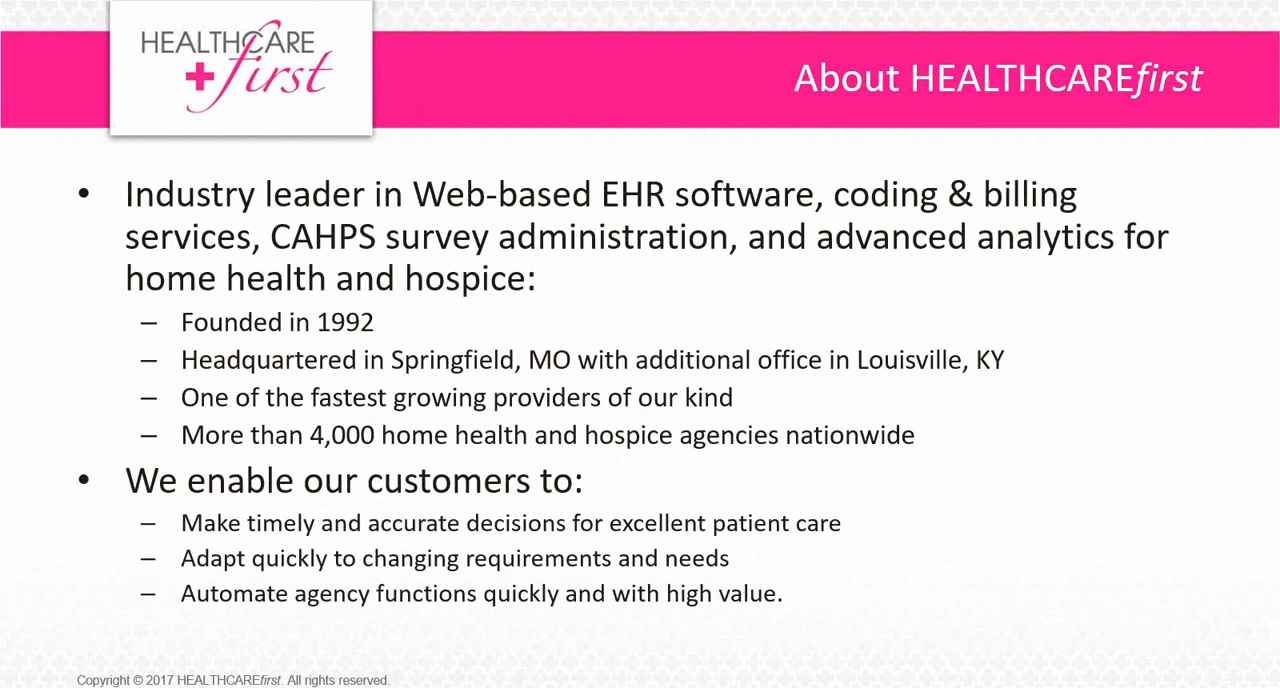 HEALTHCARE
first
About HEALTHCAREfirst
• Industry leader in Web-based EHR software, coding & billing
services, CAHPS survey administration, and advanced analytics for
home health and hospice:
– Founded in 1992
– Headquartered in Springfield, MO with additional office in Louisville, KY
– One of the fastest growing providers of our kind
– More than 4,000 home health and hospice agencies nationwide
• We enable our customers to:
– Make timely and accurate decisions for excellent patient care
– Adapt quickly to changing requirements and needs
– Automate agency functions quickly and with high value.
Copyright © 2017 HEALTHCAREfirst. All rights reserved.